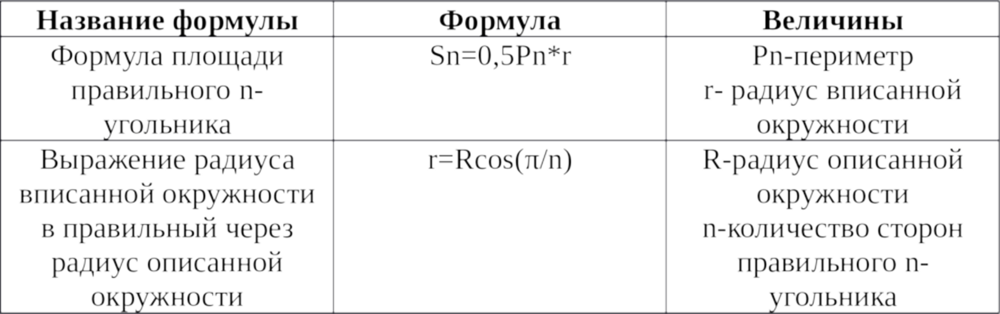 Название формулы
Формула
Величины
Формула площади
правильного n-
угольника
Sn=0,5Pn*r
Pn-периметр
r- радиус вписанной
окружности
Выражение радиуса
вписанной окружности
в правильный через
радиус описанной
окружности
r=Rcos(π/n)
R-радиус описанной
окружности
n-количество сторон
правильного n-
угольника